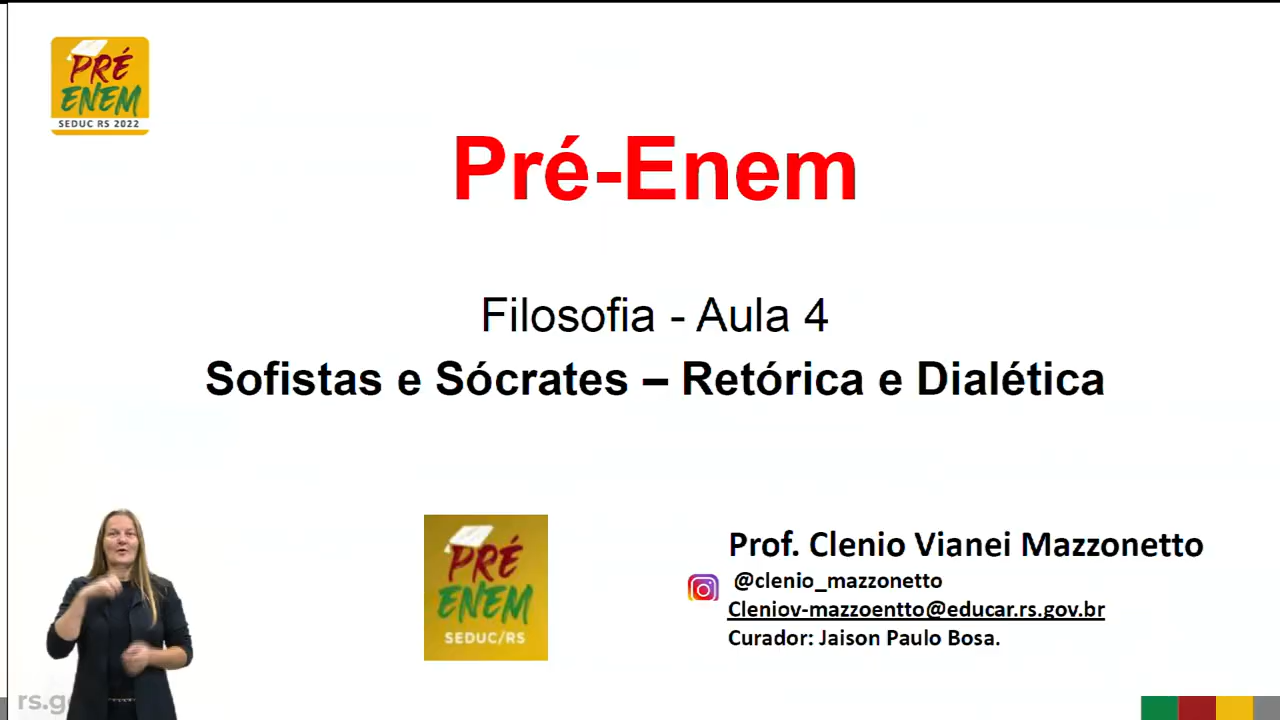 PRÉ
ENEM
SEDUC RS 2022
Pré-Enem
Filosofia - Aula 4
Sofistas e Sócrates – Retórica e Dialética
PRÉ
ENEM
SEDUC/RS
Prof. Clenio Vianei Mazzonetto
@clenio_mazzonetto
Cleniov-mazzoentto@educar.rs.gov.br
Curador: Jaison Paulo Bosa.